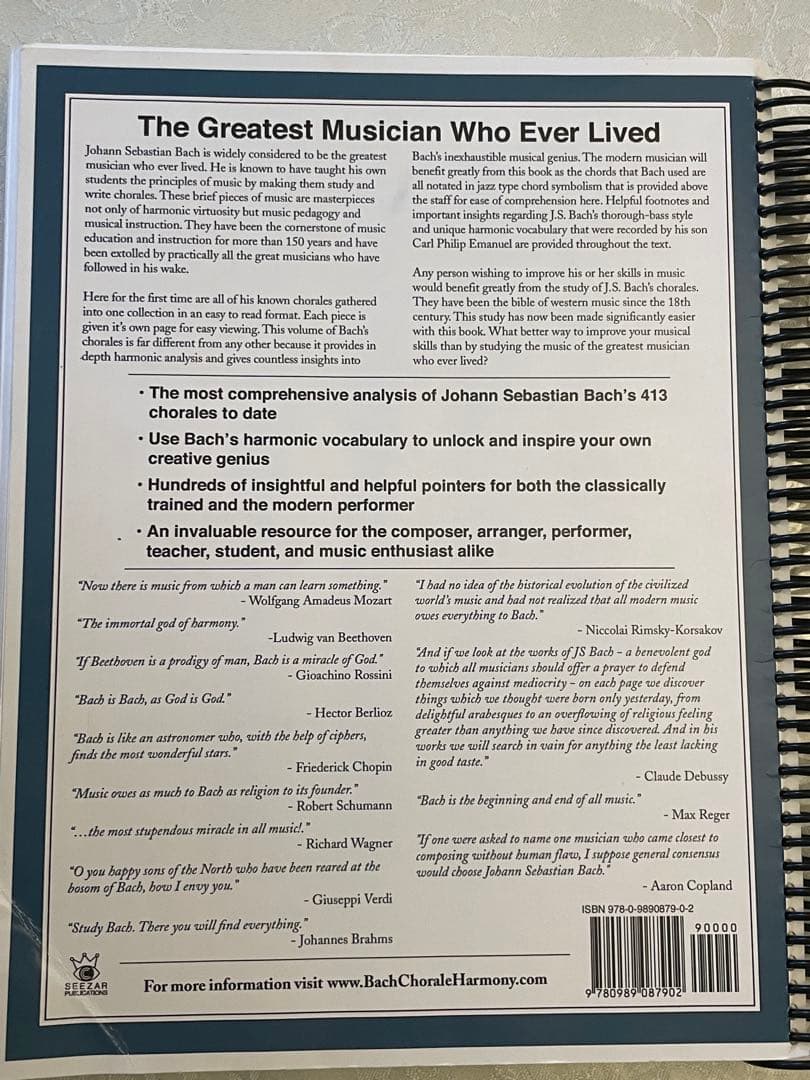 The Greatest Musician Who Ever Lived
Johann Sebastian Bach is widely considered to be the greatest
musician who ever lived. He is known to have taught his own
students the principles of music by making them study and
write chorales. These brief pieces of music are masterpieces
not only of harmonic virtuosity but music pedagogy and
musical instruction. They have been the cornerstone of music
education and instruction for more than 150 years and have
been extolled by practically all the great musicians who have
followed in his wake.
Here for the first time are all of his known chorales gathered
into one collection in an easy to read format. Each piece is
given it's own page for easy viewing. This volume of Bach's
chorales is far different from any other because it provides in
depth harmonic analysis and gives countless insights into
Bach's inexhaustible musical genius. The modern musician will
benefit greatly from this book as the chords that Bach used are
all notated in jazz type chord symbolism that is provided above
the staff for ease of comprehension here. Helpful footnotes and
important insights regarding J.S. Bach's thorough-bass style
and unique harmonic vocabulary that were recorded by his son
Carl Philip Emanuel are provided throughout the text.
Any person wishing to improve his or her skills in music
would benefit greatly from the study of J.S. Bach's chorales.
They have been the bible of western music since the 18th
century. This study has now been made significantly easier
with this book. What better way to improve your musical
skills than by studying the music of the greatest musician
who ever lived?
• The most comprehensive analysis of Johann Sebastian Bach's 413
chorales to date
• Use Bach's harmonic vocabulary to unlock and inspire your own
creative genius
• Hundreds of insightful and helpful pointers for both the classically
trained and the modern performer
• An invaluable resource for the composer, arranger, performer,
teacher, student, and music enthusiast alike
"Now there is music from which a man can learn something."
- Wolfgang Amadeus Mozart
"The immortal god of harmony."
-Ludwig van Beethoven
"If Beethoven is a prodigy of man, Bach is a miracle of God."
- Gioachino Rossini
"Bach is Bach, as God is God."
- Hector Berlioz
"Bach is like an astronomer who, with the help of ciphers,
finds the most wonderful stars."
- Friederick Chopin
"Music owes as much to Bach as religion to its founder."
- Robert Schumann
"…the most stupendous miracle in all music!."
- Richard Wagner
"O you happy sons of the North who have been reared at the
bosom of Bach, how I envy you."
- Giuseppi Verdi
"Study Bach. There you will find everything."
- Johannes Brahms
"I had no idea of the historical evolution of the civilized
world's music and had not realized that all modern music
owes everything to Bach."
- Niccolai Rimsky-Korsakov
"And if we look at the works of JS Bach – a benevolent god
to which all musicians should offer a prayer to defend
themselves against mediocrity – on each page we discover
things which we thought were born only yesterday, from
delightful arabesques to an overflowing of religious feeling
greater than anything we have since discovered. And in his
works we will search in vain for anything the least lacking
in good taste."
- Claude Debussy
"Bach is the beginning and end of all music."
- Max Reger
"If one were asked to name one musician who came closest to
composing without human flaw, I suppose general consensus
would choose Johann Sebastian Bach."
- Aaron Copland
ISBN 978-0-9890879-0-2
90000
9 780989 087902
SEEZAR
PUBLICATIONS
For more information visit www.BachChoraleHarmony.com